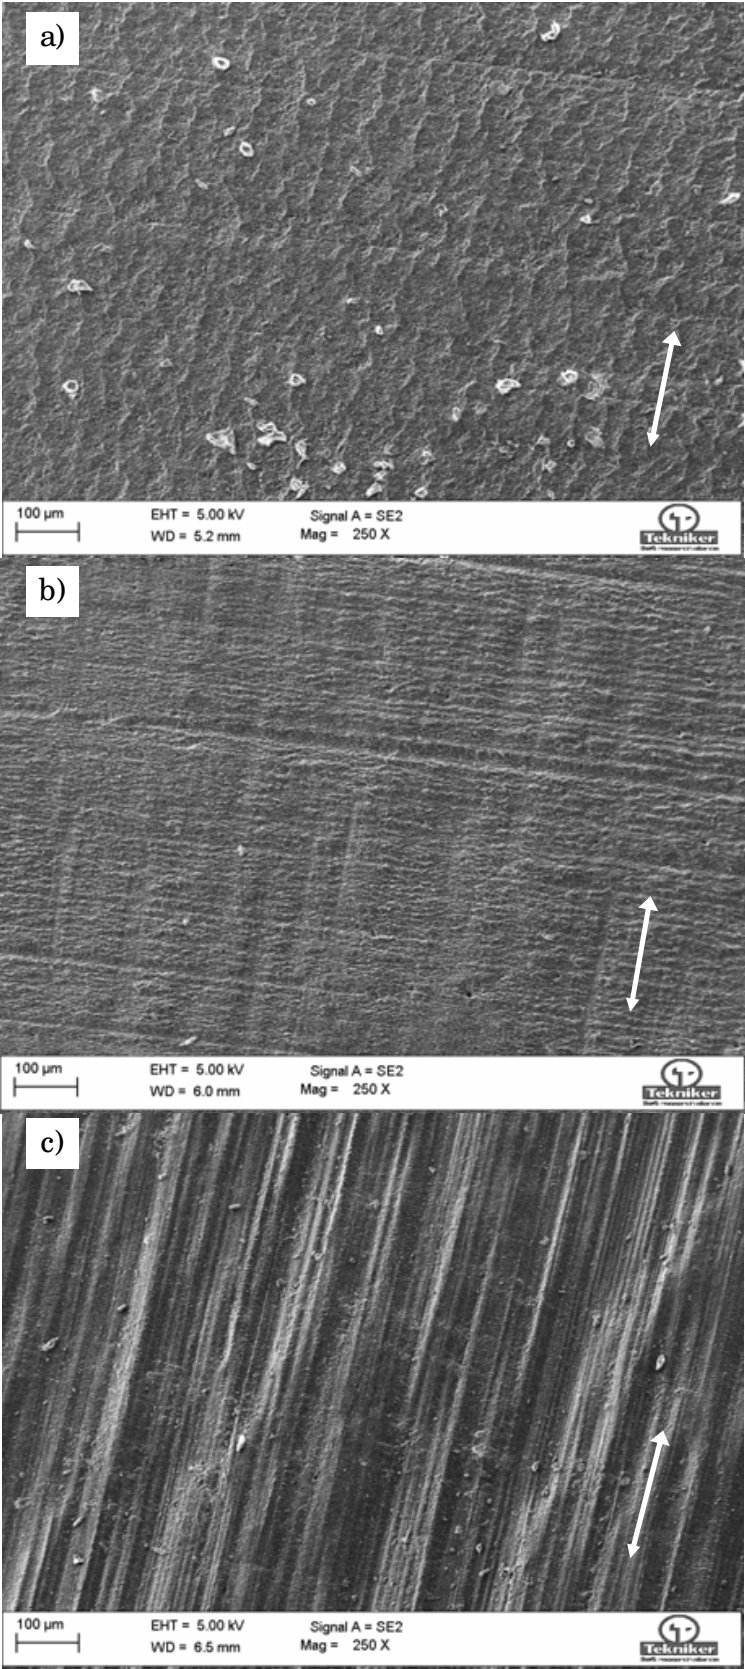 a)
100 µm EHT = 5.00 kV Signal A = SE2
WD = 5.2 mm Mag = 250 X
Tekniker
b)
100 µm EHT = 5.00 kV Signal A = SE2
WD = 6.0 mm Mag = 250 X
Tekniker
c)
100 µm EHT = 5.00 kV Signal A = SE2
WD = 6.5 mm Mag = 250 X
Tekniker